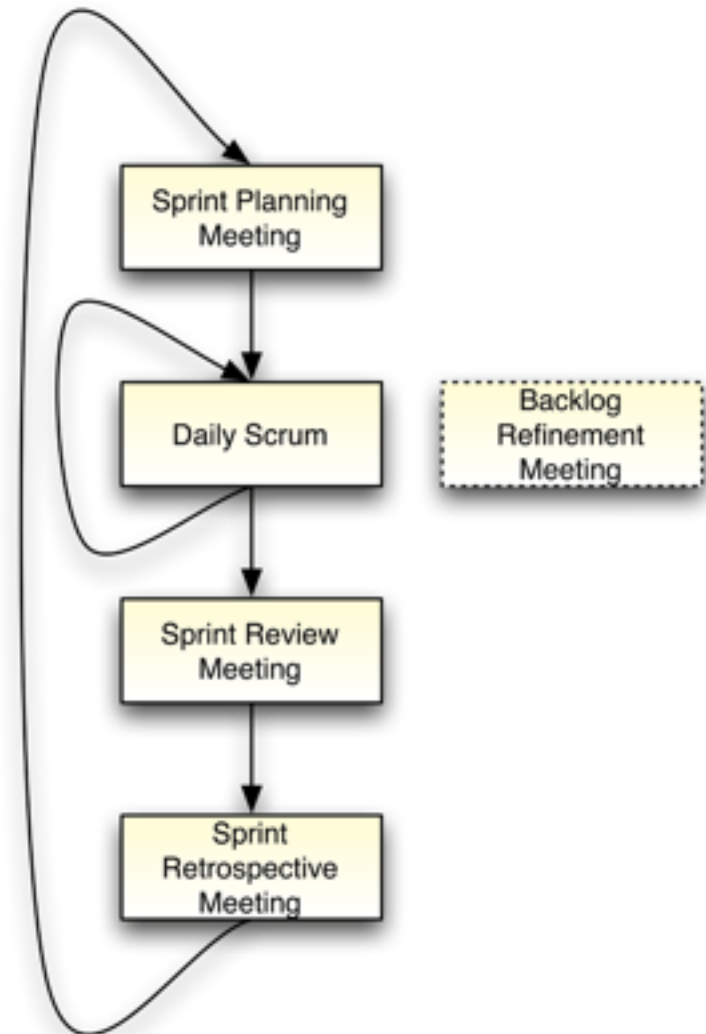 Sprint Planning
Meeting
Daily Scrum
Backlog
Refinement
Meeting
Sprint Review
Meeting
Sprint
Retrospective
Meeting